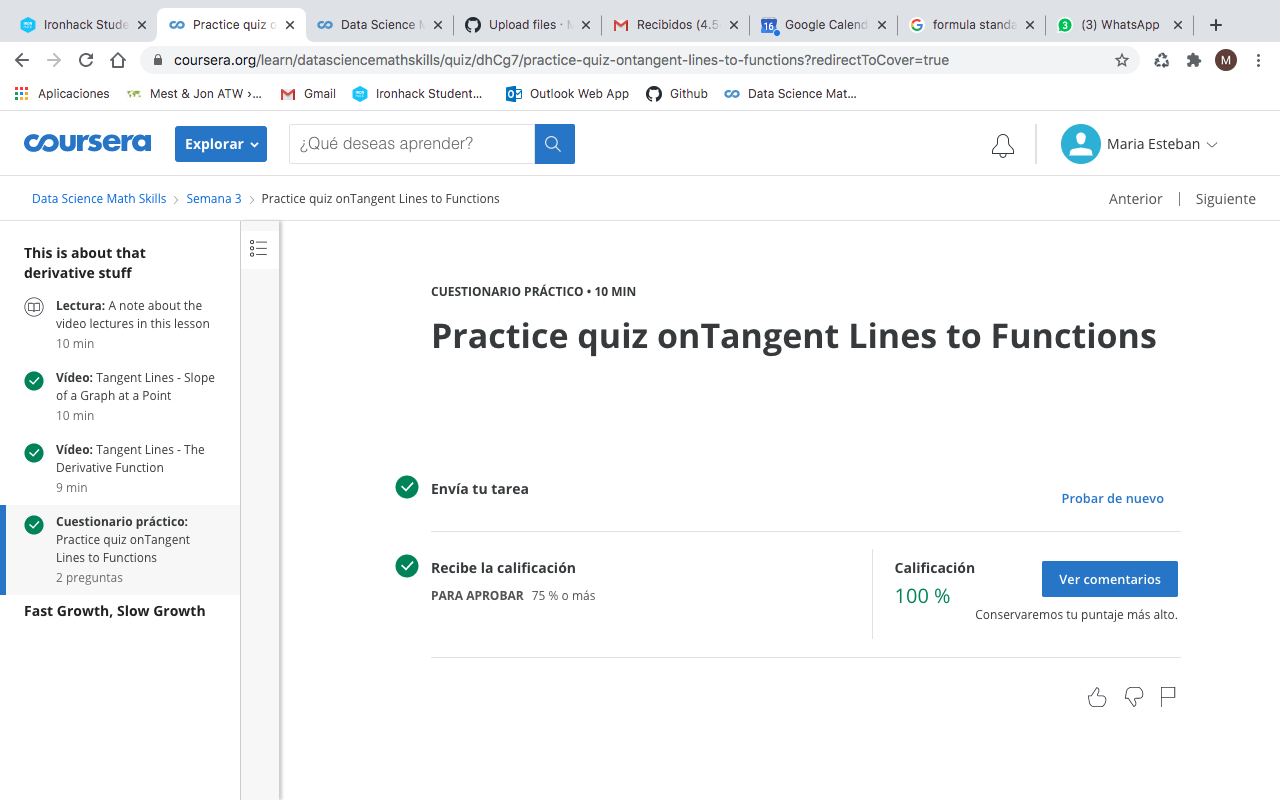 Ironhack Stude
Practice quiz o
Data Science M
Upload files · M
Recibidos (4.5
Google Calend
formula standa
(3) WhatsApp
coursera.org/learn/datasciencemathskills/quiz/dhCg7/practice-quiz-ontangent-lines-to-functions?redirectToCover=true
M
Aplicaciones
Mest & Jon ATW ›...
Gmail
Ironhack Student...
Outlook Web App
Github
Data Science Mat...
coursera
Explorar
¿Qué deseas aprender?
Maria Esteban
Data Science Math Skills > Semana 3 > Practice quiz onTangent Lines to Functions
Anterior | Siguiente
This is about that
derivative stuff
Lectura: A note about the
video lectures in this lesson
10 min
Vídeo: Tangent Lines - Slope
of a Graph at a Point
10 min
Vídeo: Tangent Lines - The
Derivative Function
9 min
Cuestionario práctico:
Practice quiz onTangent
Lines to Functions
2 preguntas
Fast Growth, Slow Growth
CUESTIONARIO PRÁCTICO • 10 MIN
Practice quiz onTangent Lines to Functions
Envía tu tarea
Probar de nuevo
Recibe la calificación
PARA APROBAR 75 % o más
Calificación
100 %
Ver comentarios
Conservaremos tu puntaje más alto.